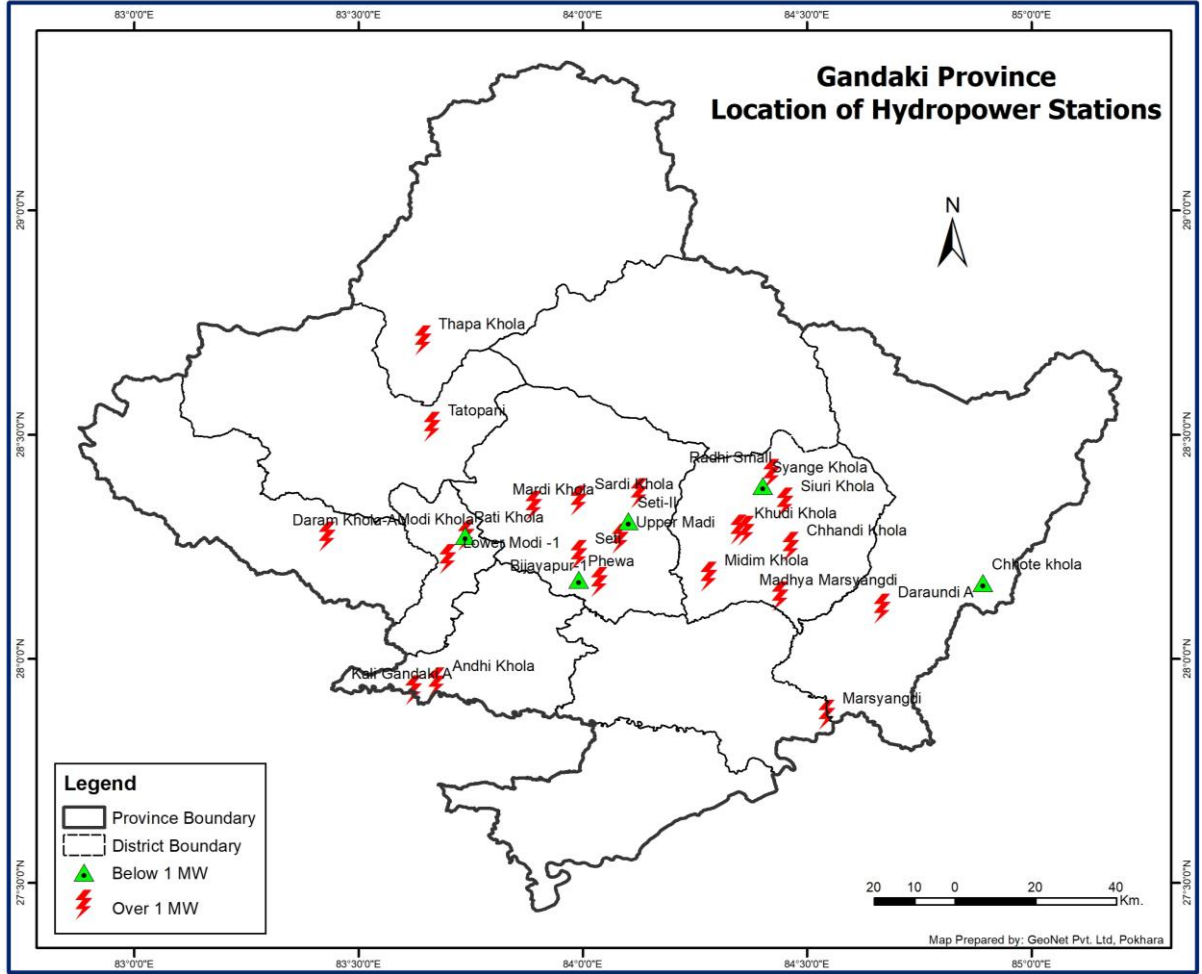 83°0'0"E
83°30'0"E
84°0'0"E
84°30'0"E
85°0'0"E
Gandaki Province
Location of Hydropower Stations
N
29°0'0"N
29°0'0"N
Thapa Khola
Tatopani
28°30'0"N
28°30'0"N
Radhi Small
Syange Khola
Sardi Khola
Siuri Khola
Mardi Khola
Seti-II
Khudi Khola
Daram Khola-A
Modi Khola
Pati Khola
Upper Madi
Chhandi Khola
Lower Modi -1
Seti
Bijayapur-1
Phewa
Midim Khola
Chhote khola
Madhya Marsyangdi
Daraundi A
28°0'0"N
28°0'0"N
Kali Gandaki A
Andhi Khola
Marsyangdi
Legend
Province Boundary
District Boundary
Below 1 MW
Over 1 MW
27°30'0"N
27°30'0"N
20 10 0 20 40
Km.
Map Prepared by: GeoNet Pvt. Ltd, Pokhara
83°0'0"E
83°30'0"E
84°0'0"E
84°30'0"E
85°0'0"E